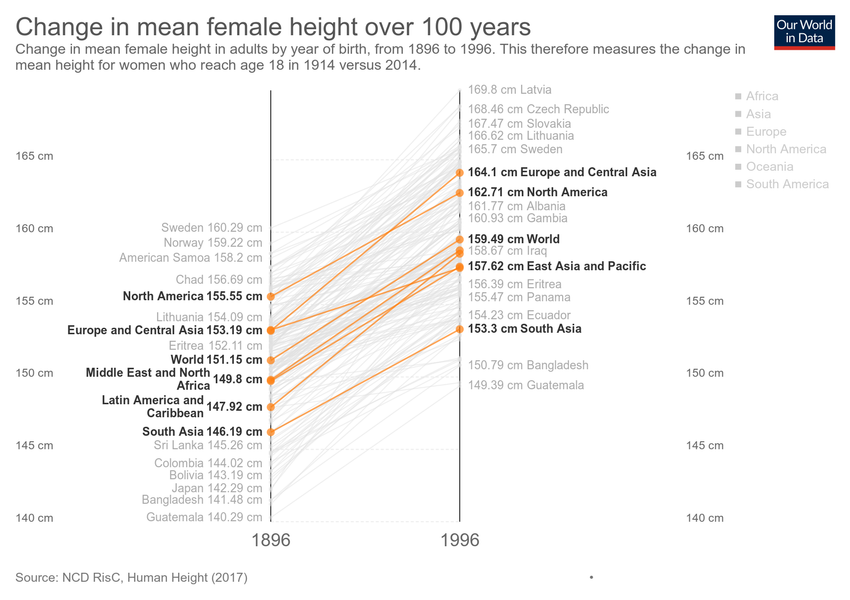 Change in mean female height over 100 years
Our World
in Data
Change in mean female height in adults by year of birth, from 1896 to 1996. This therefore measures the change in
mean height for women who reach age 18 in 1914 versus 2014.
165 cm
160 cm
155 cm
150 cm
145 cm
140 cm
Sweden 160.29 cm
Norway 159.22 cm
American Samoa 158.2 cm
Chad 156.69 cm
North America 155.55 cm
Lithuania 154.09 cm
Europe and Central Asia 153.19 cm
Eritrea 152.11 cm
World 151.15 cm
Middle East and North
Africa 149.8 cm
Latin America and
Caribbean 147.92 cm
South Asia 146.19 cm
Sri Lanka 145.26 cm
Colombia 144.02 cm
Bolivia 143.19 cm
Japan 142.29 cm
Bangladesh 141.48 cm
Guatemala 140.29 cm
169.8 cm Latvia
168.46 cm Czech Republic
167.47 cm Slovakia
166.62 cm Lithuania
165.7 cm Sweden
164.1 cm Europe and Central Asia
162.71 cm North America
161.77 cm Albania
160.93 cm Gambia
159.49 cm World
158.67 cm Iraq
157.62 cm East Asia and Pacific
156.39 cm Eritrea
155.47 cm Panama
154.23 cm Ecuador
153.3 cm South Asia
150.79 cm Bangladesh
149.39 cm Guatemala
165 cm
160 cm
155 cm
150 cm
145 cm
140 cm
Africa
Asia
Europe
North America
Oceania
South America
1896
1996
Source: NCD RisC, Human Height (2017)